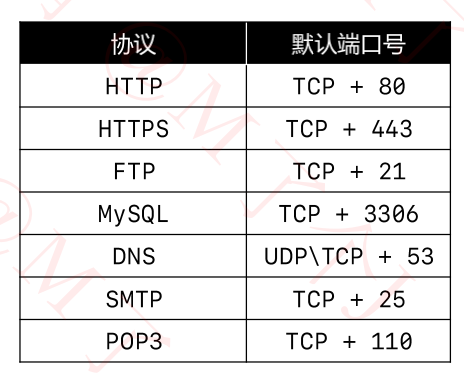 协议 默认端口号
HTTP TCP + 80
HTTPS TCP + 443
FTP TCP + 21
MySQL TCP + 3306
DNS UDP\TCP + 53
SMTP TCP + 25
POP3 TCP + 110